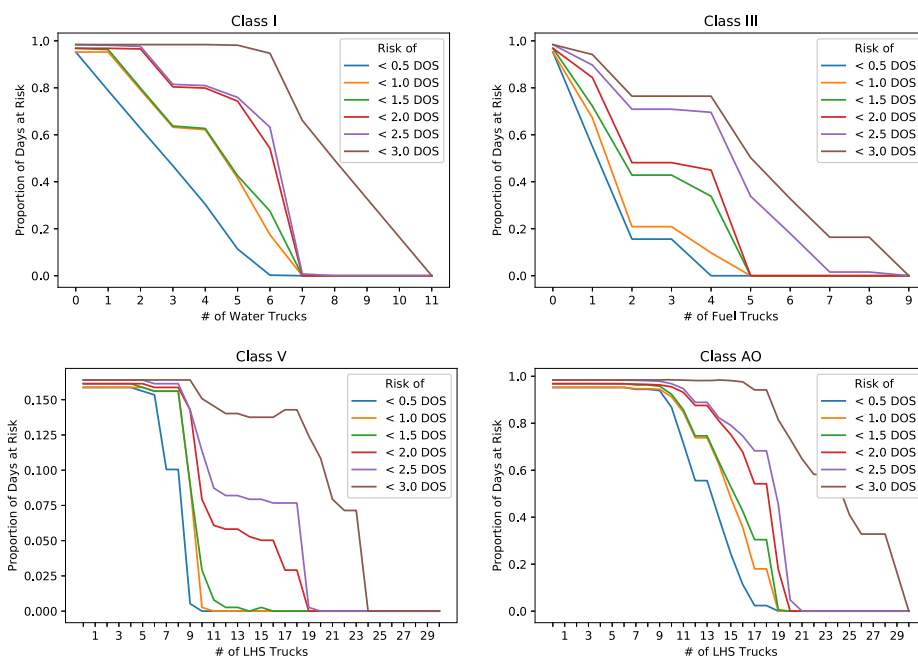 Class I
Proportion of Days at Risk
1.0
0.8
0.6
0.4
0.2
0.0
0 1 2 3 4 5 6 7 8 9 10 11
# of Water Trucks
Risk of
< 0.5 DOS
< 1.0 DOS
< 1.5 DOS
< 2.0 DOS
< 2.5 DOS
< 3.0 DOS
Class III
Proportion of Days at Risk
1.0
0.8
0.6
0.4
0.2
0.0
0 1 2 3 4 5 6 7 8 9
# of Fuel Trucks
Risk of
< 0.5 DOS
< 1.0 DOS
< 1.5 DOS
< 2.0 DOS
< 2.5 DOS
< 3.0 DOS
Class V
Proportion of Days at Risk
0.150
0.125
0.100
0.075
0.050
0.025
0.000
1 3 5 7 9 11 13 15 17 19 21 23 25 27 29
# of LHS Trucks
Risk of
< 0.5 DOS
< 1.0 DOS
< 1.5 DOS
< 2.0 DOS
< 2.5 DOS
< 3.0 DOS
Class AO
Proportion of Days at Risk
1.0
0.8
0.6
0.4
0.2
0.0
1 3 5 7 9 11 13 15 17 19 21 23 25 27 29
# of LHS Trucks
Risk of
< 0.5 DOS
< 1.0 DOS
< 1.5 DOS
< 2.0 DOS
< 2.5 DOS
< 3.0 DOS